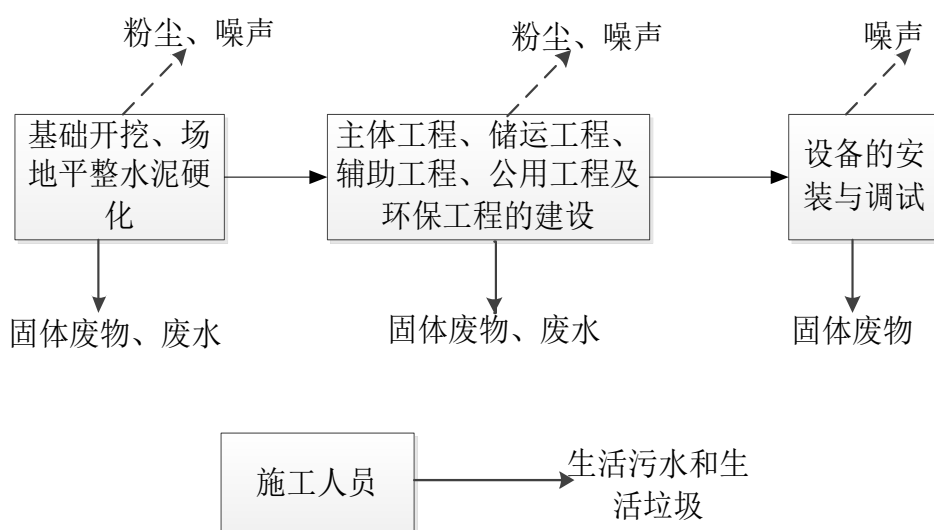 粉尘、噪声
粉尘、噪声
噪声
基础开挖、场
地平整水泥硬
化
主体工程、储运工程、
辅助工程、公用工程及
环保工程的建设
设备的安
装与调试
固体废物、废水
固体废物、废水
固体废物
施工人员
生活污水和生
活垃圾